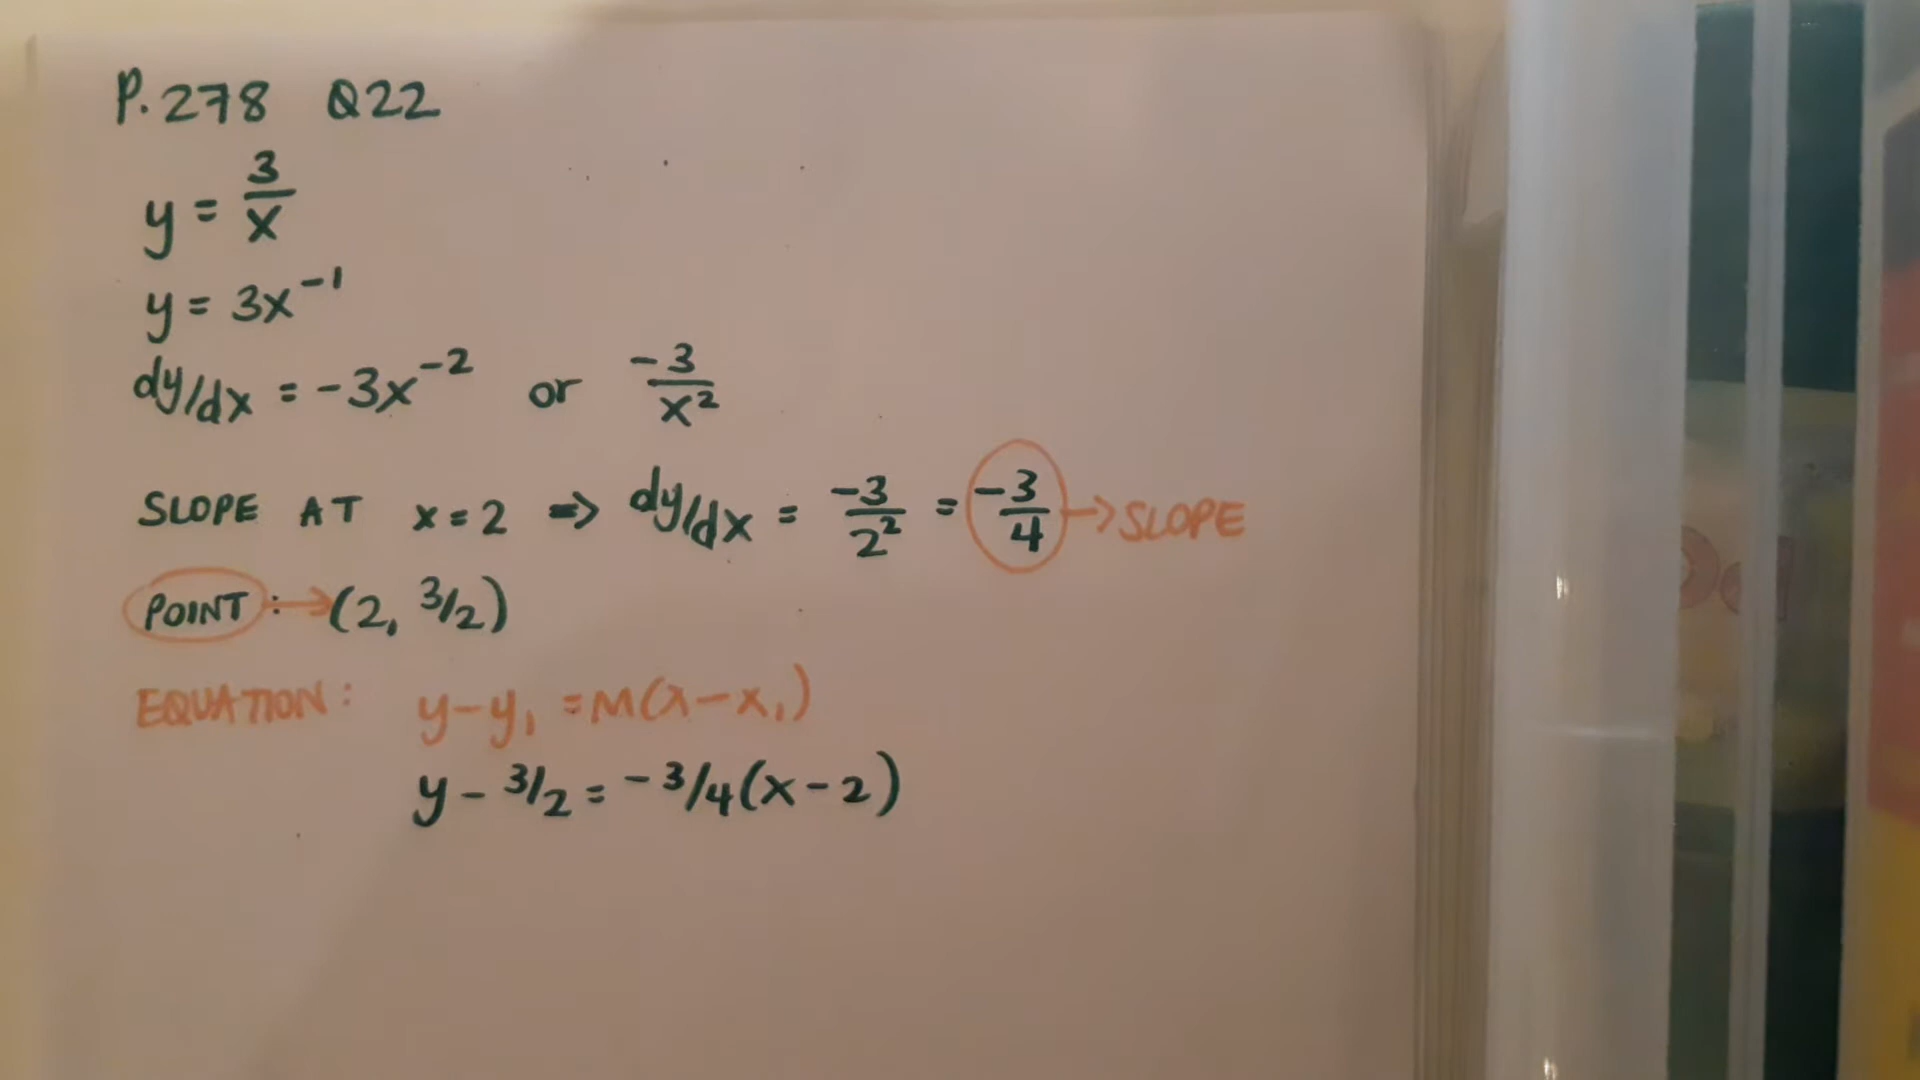 P.278 Q22
y = 3/x
y = 3x⁻¹
dy/dx = -3x⁻² or -3/x²
SLOPE AT x=2 => dy/dx = -3/2² = -3/4 → SLOPE
POINT: → (2, 3/2)
EQUATION: y-y₁ = M(x-x₁)
y - 3/2 = -3/4(x-2)